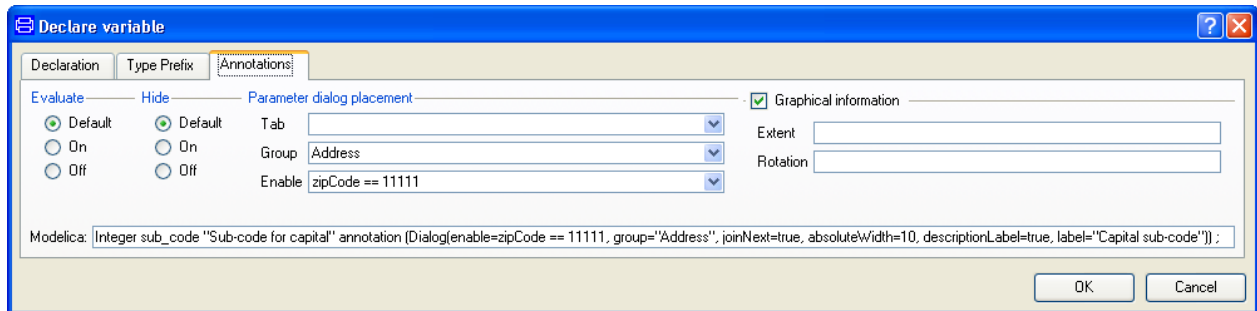 Declare variable
Declaration Type Prefix Annotations
Evaluate Hide Parameter dialog placement Graphical information
Default Default Tab
On On Group Address Extent
Off Off Enable zipCode == 11111 Rotation
Modelica: Integer sub_code "Sub-code for capital" annotation (Dialog(enable=zipCode == 11111, group="Address", joinNext=true, absoluteWidth=10, descriptionLabel=true, label="Capital sub-code")) ;
OK Cancel